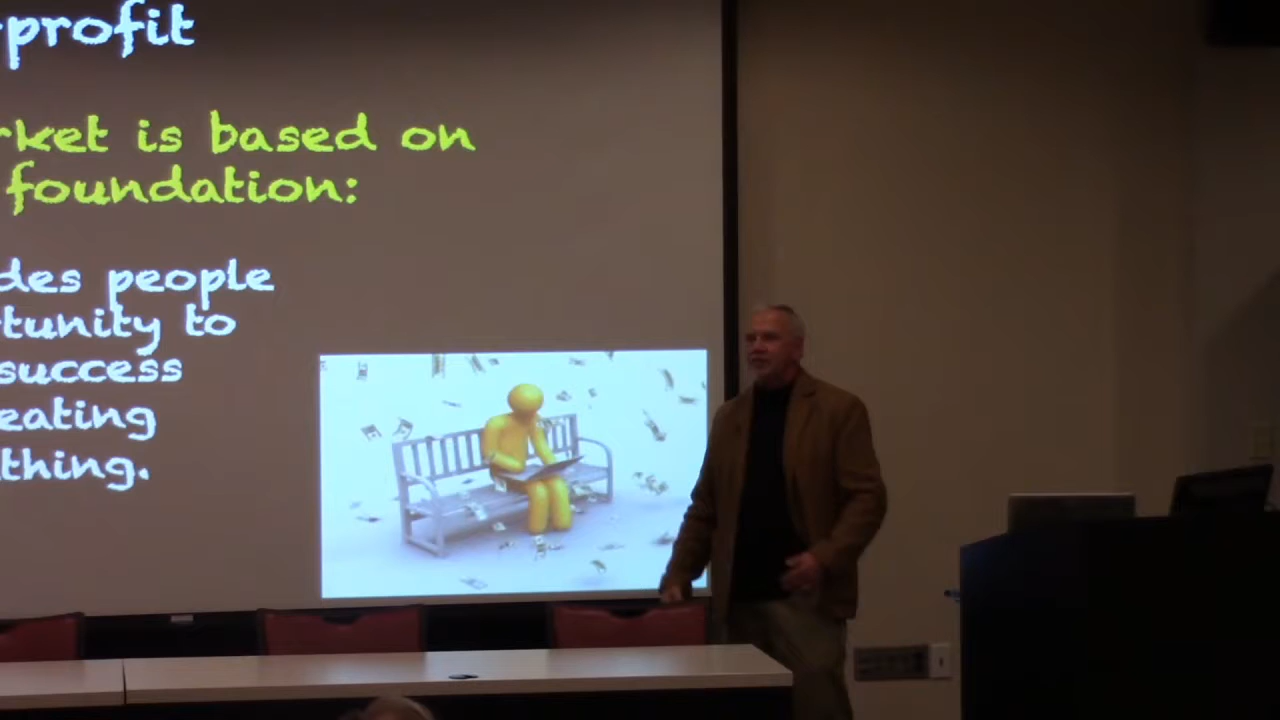 profit
rket is based on
foundation:
des people
tunity to
success
eating
thing.